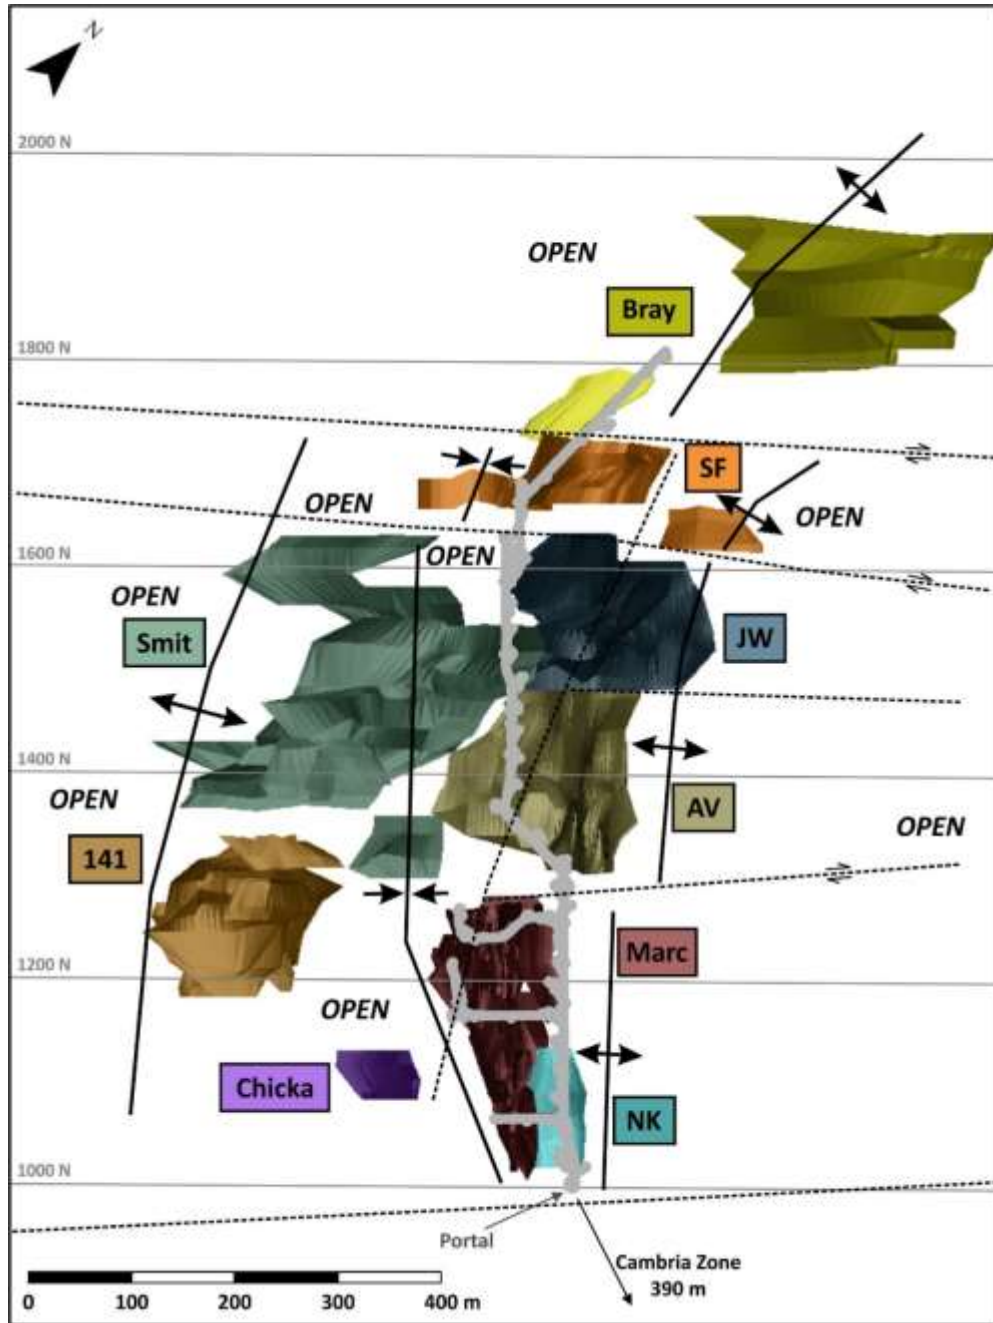 N
2000 N
OPEN
Bray
1800 N
SF
OPEN
OPEN
OPEN
1600 N
OPEN
Smit
JW
1400 N
OPEN
AV
OPEN
141
Marc
1200 N
OPEN
Chicka
NK
1000 N
Portal
Cambria Zone
390 m
0 100 200 300 400 m